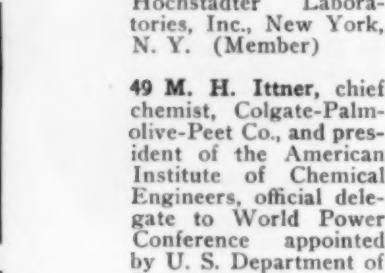 Hochstadter Labora-
tories, Inc., New York,
N. Y. (Member)
49 M. H. Ittner, chief
chemist, Colgate-Palm-
olive-Peet Co., and pres-
ident of the American
Institute of Chemical
Engineers, official dele-
gate to World Power
Conference appointed
by U. S. Department of